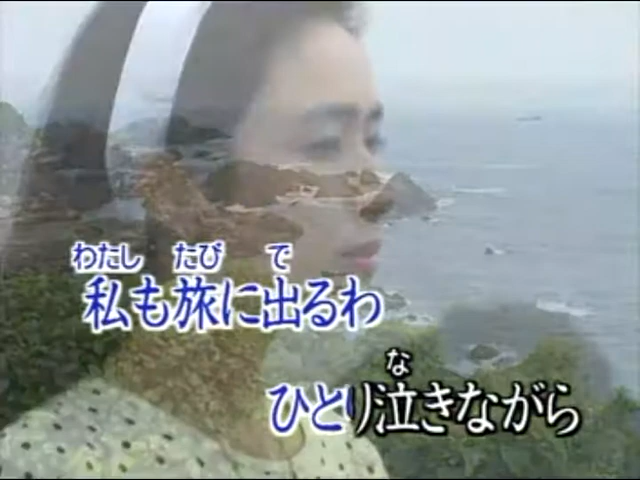 わたし たび で
私も旅に出るわ
な
ひとり泣きながら